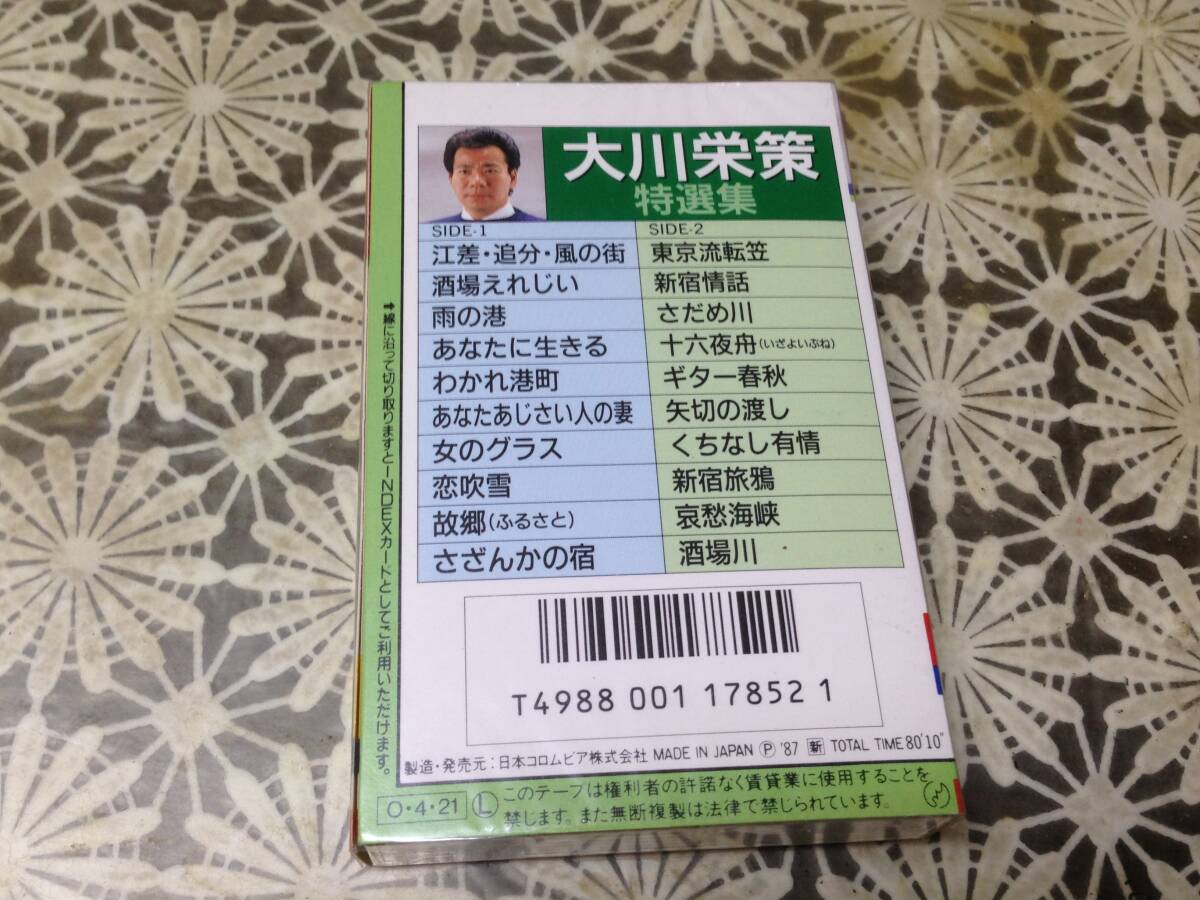 大川栄策
特選集
SIDE-1
江差・追分・風の街
酒場えれじい
雨の港
あなたに生きる
わかれ港町
あなたあじさい人の妻
女のグラス
恋吹雪
故郷(ふるさと)
さざんかの宿
SIDE-2
東京流転笠
新宿情話
さだめ川
十六夜舟(いざよいぶね)
ギター春秋
矢切の渡し
くちなし有情
新宿旅鴉
哀愁海峡
酒場川
T4988 001 17852 1
製造・発売元:日本コロムビア株式会社 MADE IN JAPAN Ⓟ '87 新 TOTAL TIME 80'10"
O・4・21 Ⓛ このテープは権利者の許諾なく賃貸業に使用することを
禁じます。また無断複製は法律で禁じられています。
↑線に沿って切り取りますとINDEXカードとしてご利用いただけます。